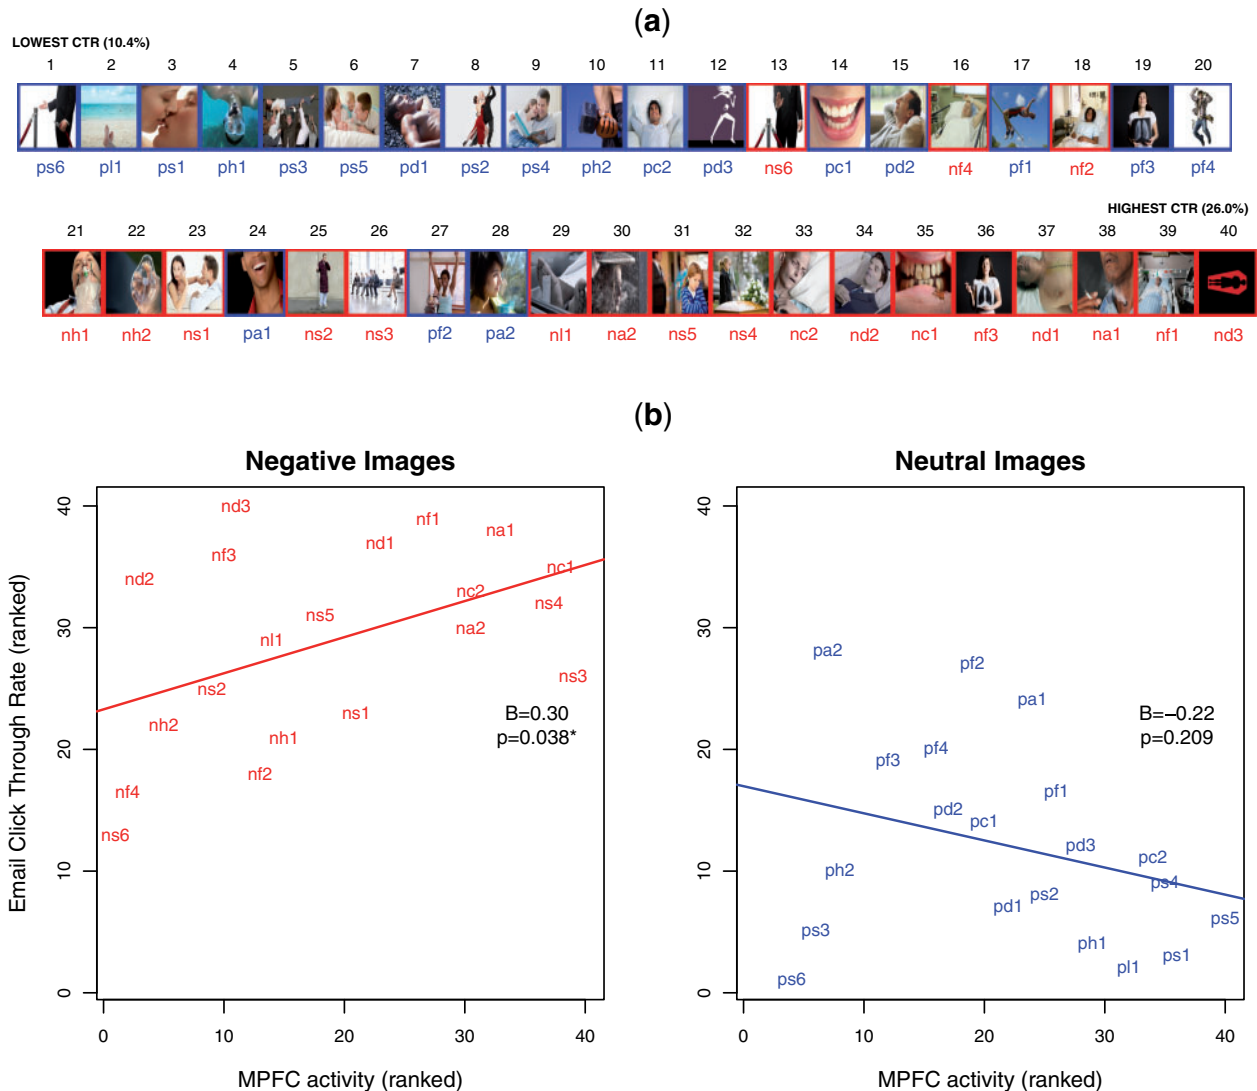 (a)
LOWEST CTR (10.4%)
1 2 3 4 5 6 7 8 9 10 11 12 13 14 15 16 17 18 19 20
ps6 pl1 ps1 ph1 ps3 ps5 pd1 ps2 ps4 ph2 pc2 pd3 ns6 pc1 pd2 nf4 pf1 nf2 pf3 pf4
HIGHEST CTR (26.0%)
21 22 23 24 25 26 27 28 29 30 31 32 33 34 35 36 37 38 39 40
nh1 nh2 ns1 pa1 ns2 ns3 pf2 pa2 nl1 na2 ns5 ns4 nc2 nd2 nc1 nf3 nd1 na1 nf1 nd3
(b)
Negative Images
Email Click Through Rate (ranked)
40
30
20
10
0
nd3
nf1
na1
nd1
nf3
nc1
nd2
nc2
ns4
ns5
na2
nl1
ns3
ns2
ns1
nh2
nh1
nf2
nf4
ns6
B=0.30
p=0.038*
0 10 20 30 40
MPFC activity (ranked)
Neutral Images
40
30
20
10
0
pa2
pf2
pa1
pf4
pf3
pf1
pd2
pc1
pd3
pc2
ph2
ps4
ps2
pd1
ps5
ps3
ph1
ps1
pl1
ps6
B=−0.22
p=0.209
0 10 20 30 40
MPFC activity (ranked)